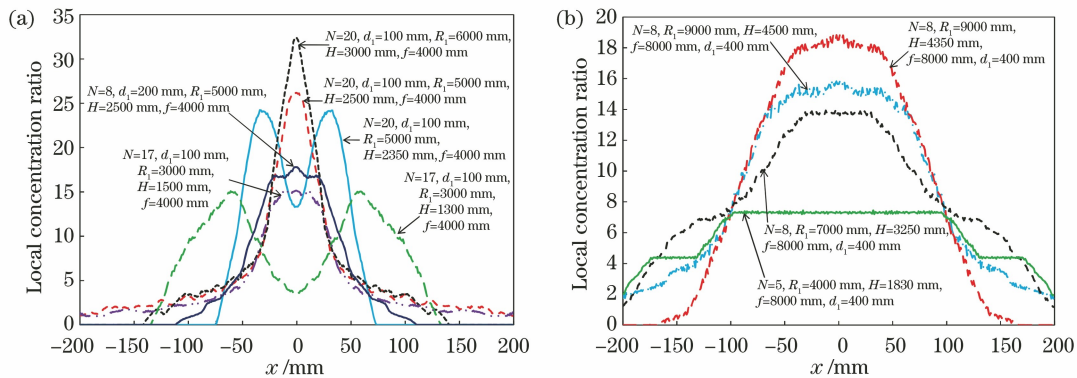 (a)
Local concentration ratio
35
30
25
20
15
10
5
0
−200
−150
−100
−50
0
50
100
150
200
x /mm
N=20, d1=100 mm, R1=6000 mm,
H=3000 mm, f=4000 mm
N=20, d1=100 mm, R1=5000 mm,
H=2500 mm, f=4000 mm
N=8, d1=200 mm, R1=5000 mm,
H=2500 mm, f=4000 mm
N=20, d1=100 mm,
R1=5000 mm,
H=2350 mm, f=4000 mm
N=17, d1=100 mm,
R1=3000 mm
H=1500 mm,
f=4000 mm
N=17, d1=100 mm,
R1=3000 mm
H=1300 mm,
f=4000 mm
(b)
Local concentration ratio
20
18
16
14
12
10
8
6
4
2
0
−200
−150
−100
−50
0
50
100
150
200
x /mm
N=8, R1=9000 mm, H=4500 mm,
f=8000 mm, d1=400 mm
N=8, R1=9000 mm,
H=4350 mm,
f=8000 mm, d1=400 mm
N=8, R1=7000 mm, H=3250 mm,
f=8000 mm, d1=400 mm
N=5, R1=4000 mm, H=1830 mm,
f=8000 mm, d1=400 mm